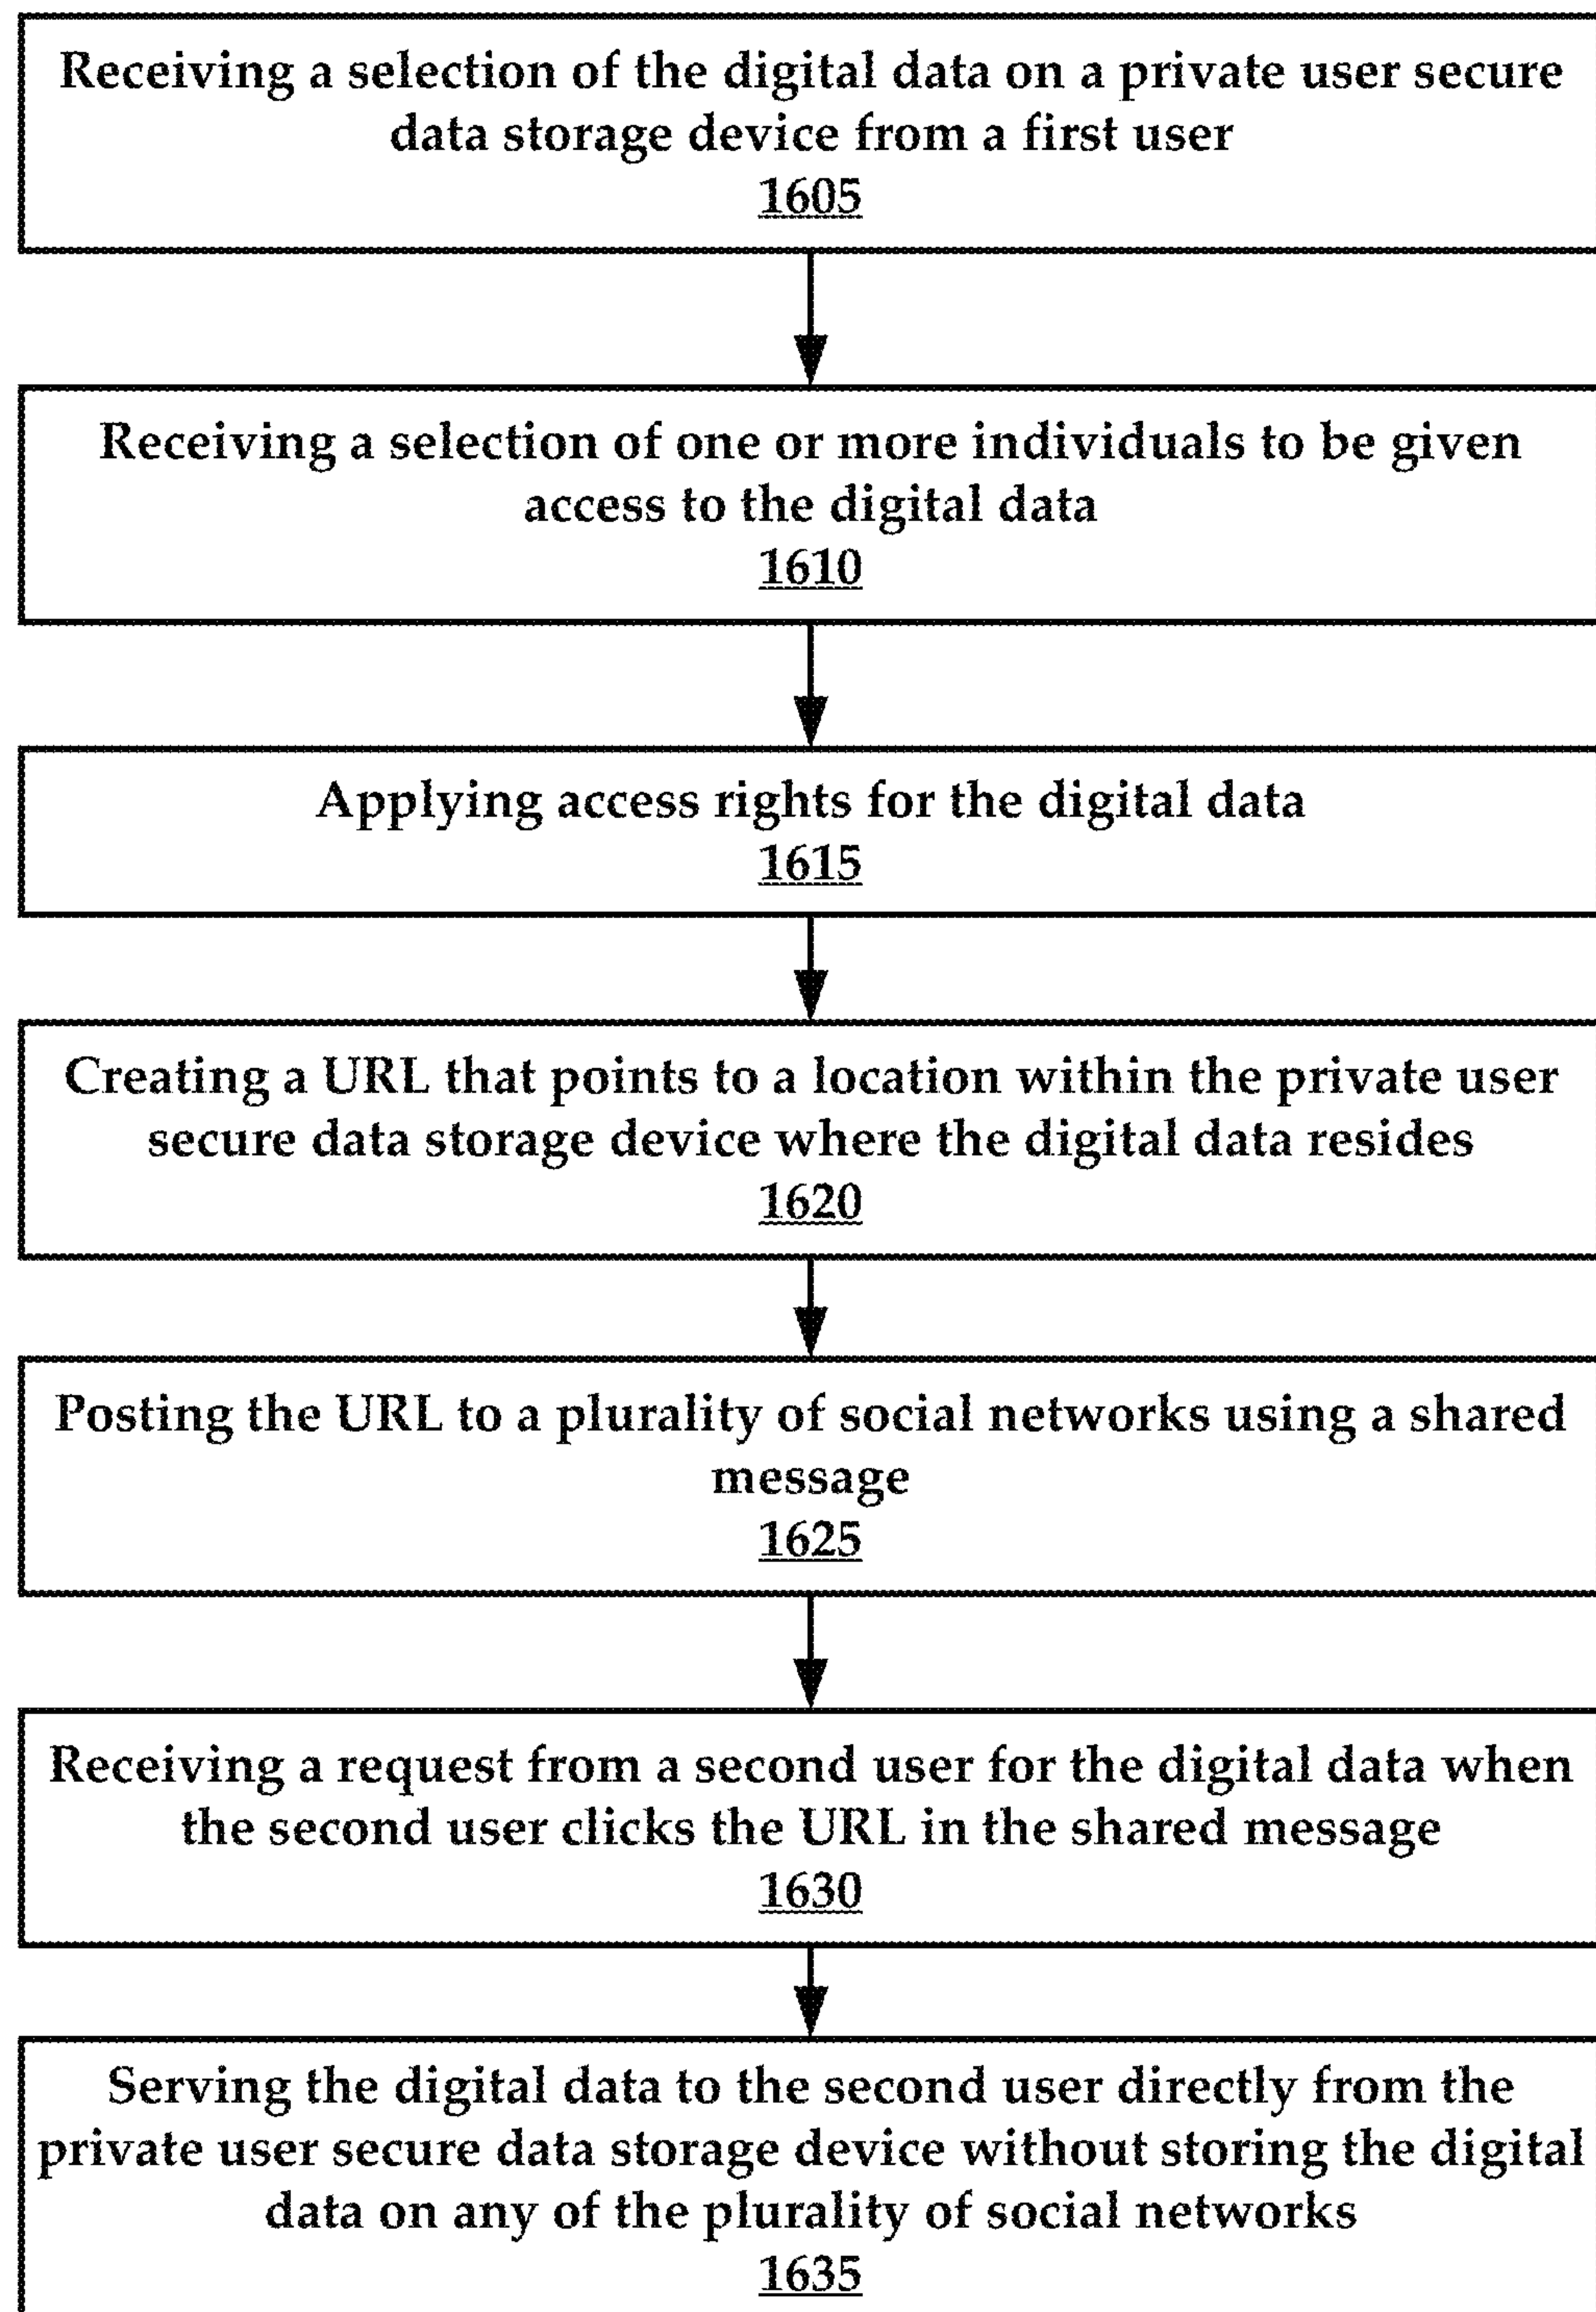 Receiving a selection of the digital data on a private user secure
data storage device from a first user
1605
Receiving a selection of one or more individuals to be given
access to the digital data
1610
Applying access rights for the digital data
1615
Creating a URL that points to a location within the private user
secure data storage device where the digital data resides
1620
Posting the URL to a plurality of social networks using a shared
message
1625
Receiving a request from a second user for the digital data when
the second user clicks the URL in the shared message
1630
Serving the digital data to the second user directly from the
private user secure data storage device without storing the digital
data on any of the plurality of social networks
1635